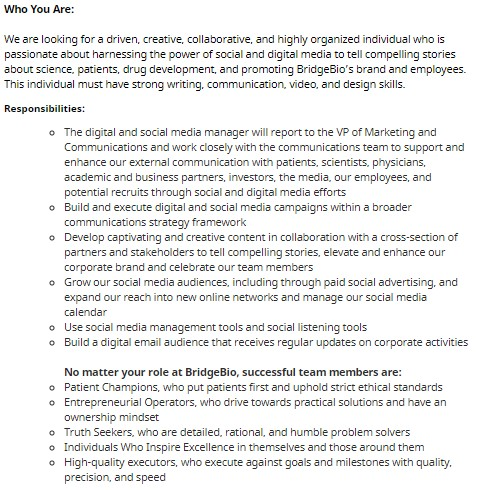 Who You Are:
We are looking for a driven, creative, collaborative, and highly organized individual who is
passionate about harnessing the power of social and digital media to tell compelling stories
about science, patients, drug development, and promoting BridgeBio's brand and employees.
This individual must have strong writing, communication, video, and design skills.
Responsibilities:
The digital and social media manager will report to the VP of Marketing and
Communications and work closely with the communications team to support and
enhance our external communication with patients, scientists, physicians,
academic and business partners, investors, the media, our employees, and
potential recruits through social and digital media efforts
Build and execute digital and social media campaigns within a broader
communications strategy framework
Develop captivating and creative content in collaboration with a cross-section of
partners and stakeholders to tell compelling stories, elevate and enhance our
corporate brand and celebrate our team members
Grow our social media audiences, including through paid social advertising, and
expand our reach into new online networks and manage our social media
calendar
Use social media management tools and social listening tools
Build a digital email audience that receives regular updates on corporate activities
No matter your role at BridgeBio, successful team members are:
Patient Champions, who put patients first and uphold strict ethical standards
Entrepreneurial Operators, who drive towards practical solutions and have an
ownership mindset
Truth Seekers, who are detailed, rational, and humble problem solvers
Individuals Who Inspire Excellence in themselves and those around them
High-quality executors, who execute against goals and milestones with quality,
precision, and speed